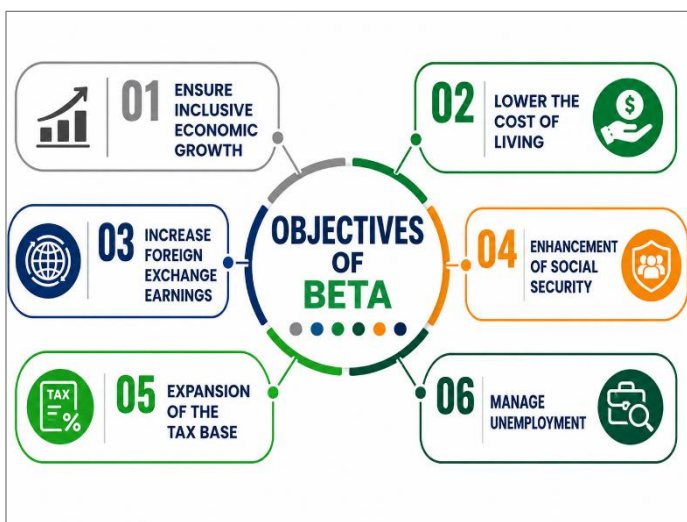 01
ENSURE
INCLUSIVE
ECONOMIC
GROWTH
02
LOWER THE
COST OF
LIVING
$
OBJECTIVES
OF
BETA
03
INCREASE
FOREIGN
EXCHANGE
EARNINGS
04
ENHANCEMENT
OF SOCIAL
SECURITY
TAX
%
05
EXPANSION
OF THE
TAX BASE
06
MANAGE
UNEMPLOYMENT